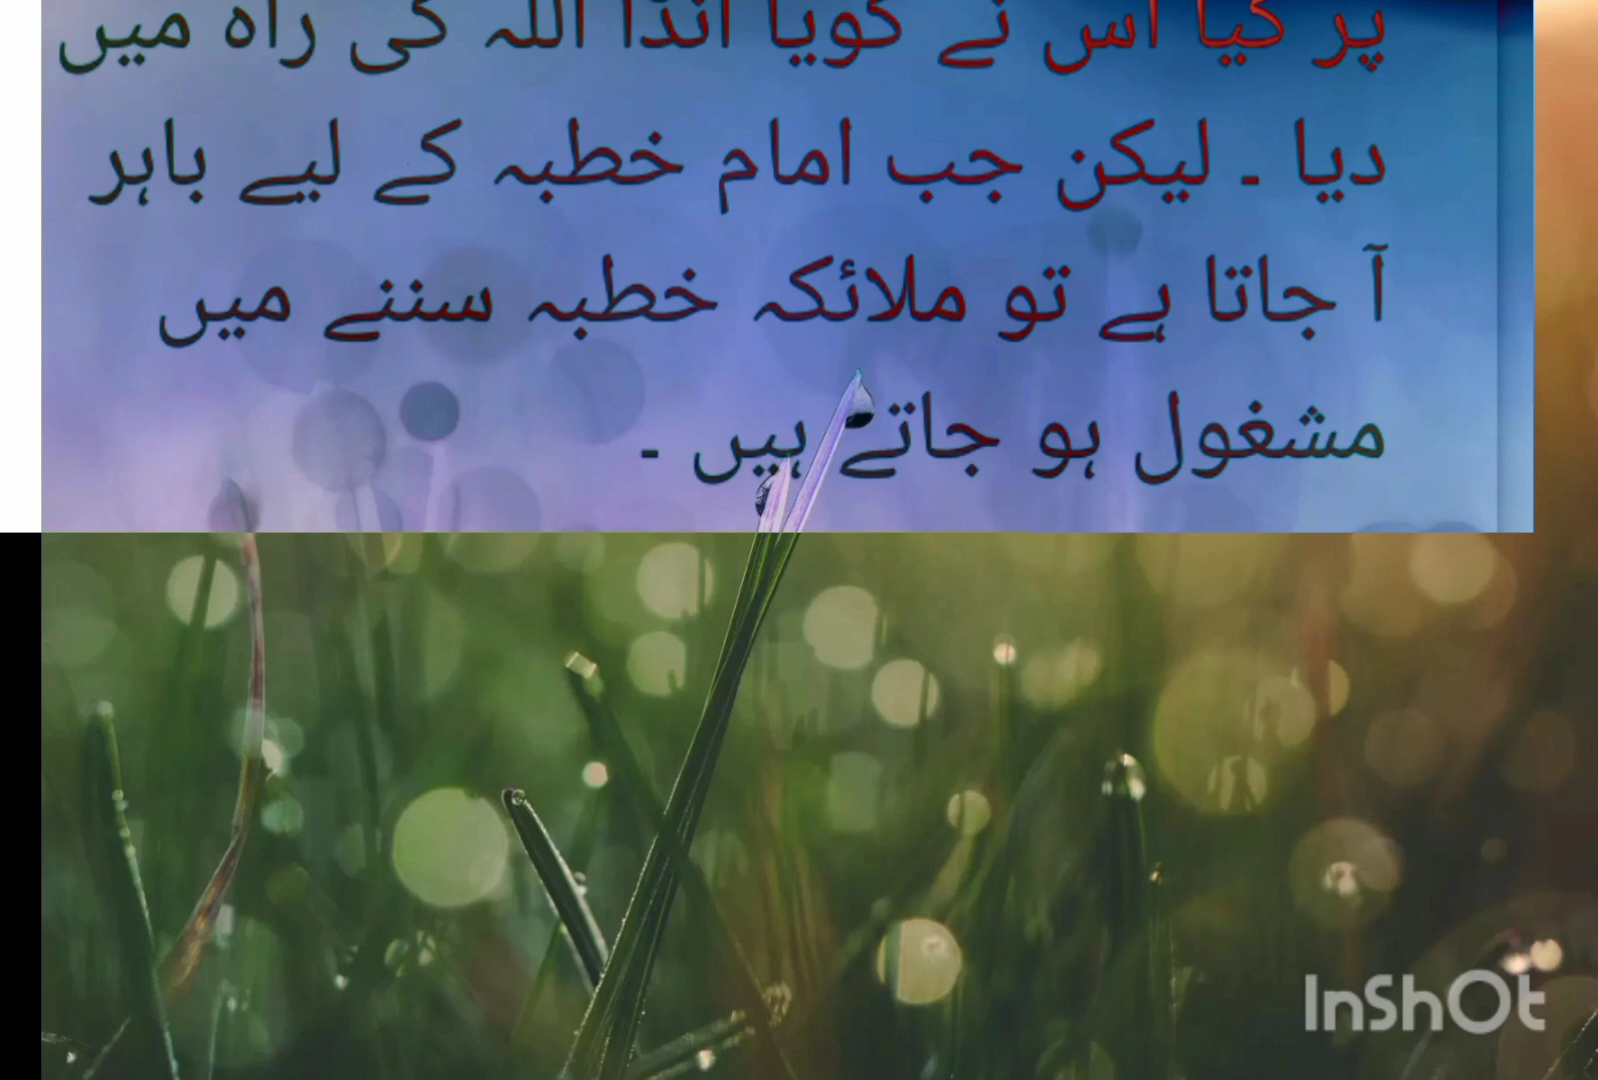 پر گیا اس نے گویا انڈا اللہ کی راہ میں
دیا ۔ لیکن جب امام خطبہ کے لیے باہر
آ جاتا ہے تو ملائکہ خطبہ سننے میں
مشغول ہو جاتے ہیں ۔
InShOt